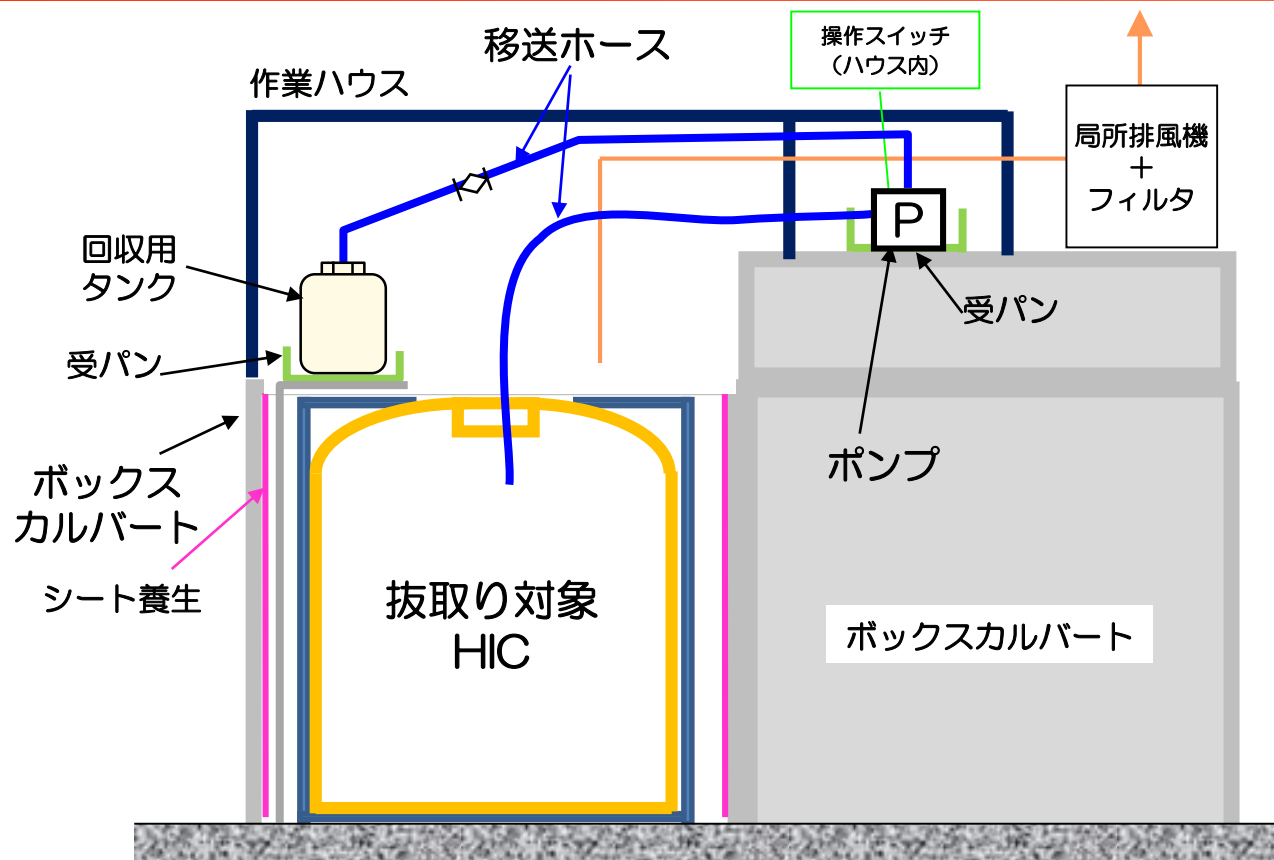 移送ホース
操作スイッチ
（ハウス内）
作業ハウス
局所排風機
＋
フィルタ
P
回収用
タンク
受パン
受パン
ポンプ
ボックス
カルバート
シート養生
抜取り対象
HIC
ボックスカルバート